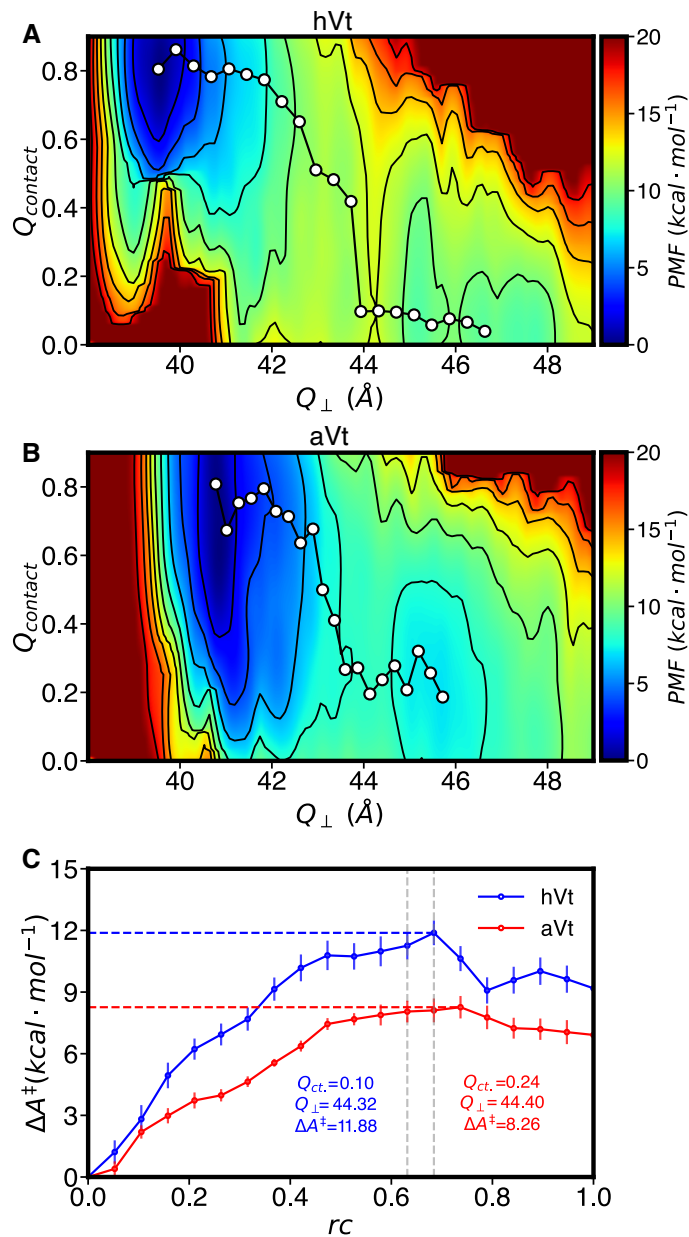 A
hVt
0.8
0.6
0.4
0.2
0.0
Q_contact
40 42 44 46 48
Q_⊥ (Å)
20
15
10
5
0
PMF (kcal · mol⁻¹)
B
aVt
0.8
0.6
0.4
0.2
0.0
Q_contact
40 42 44 46 48
Q_⊥ (Å)
20
15
10
5
0
PMF (kcal · mol⁻¹)
C
15
12
9
6
3
0
ΔA‡(kcal · mol⁻¹)
hVt
aVt
Q_ct.=0.10
Q_⊥=44.32
ΔA‡=11.88
Q_ct.=0.24
Q_⊥=44.40
ΔA‡=8.26
0.0 0.2 0.4 0.6 0.8 1.0
rc